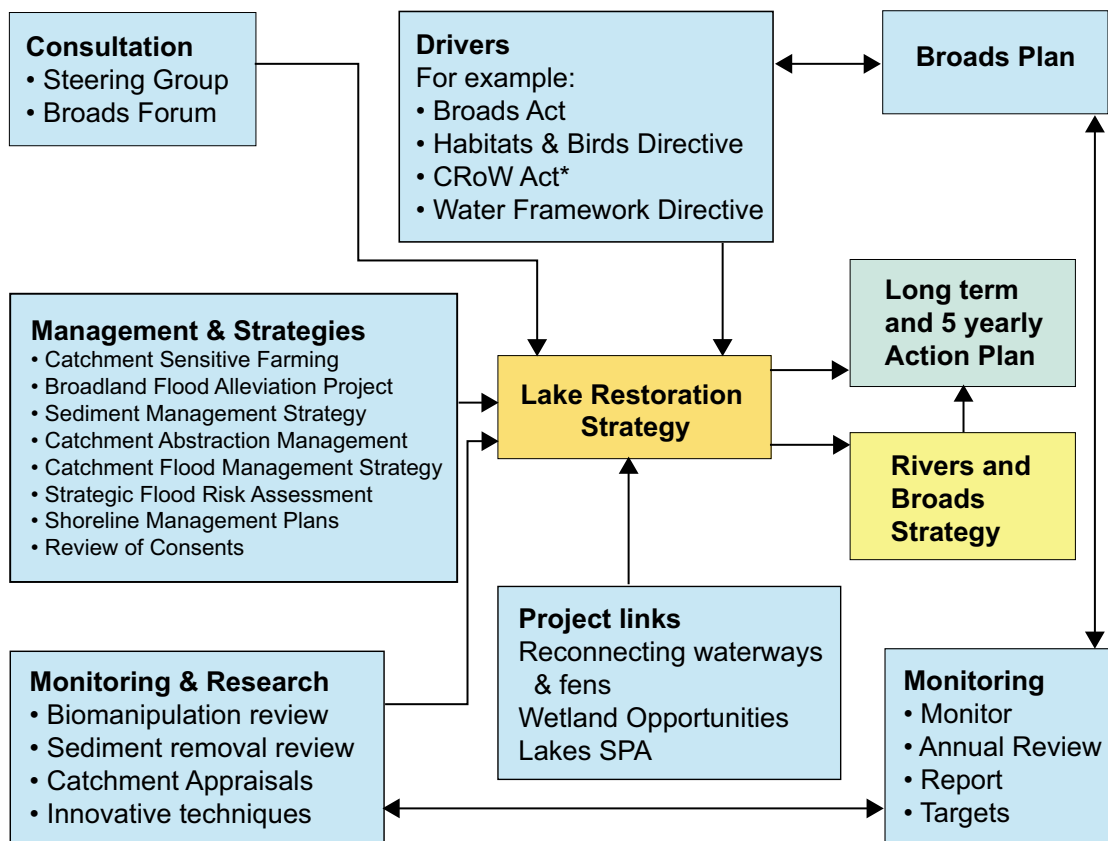 Consultation
• Steering Group
• Broads Forum
Drivers
For example:
• Broads Act
• Habitats & Birds Directive
• CRoW Act*
• Water Framework Directive
Broads Plan
Management & Strategies
• Catchment Sensitive Farming
• Broadland Flood Alleviation Project
• Sediment Management Strategy
• Catchment Abstraction Management
• Catchment Flood Management Strategy
• Strategic Flood Risk Assessment
• Shoreline Management Plans
• Review of Consents
Lake Restoration
Strategy
Long term
and 5 yearly
Action Plan
Rivers and
Broads
Strategy
Monitoring & Research
• Biomanipulation review
• Sediment removal review
• Catchment Appraisals
• Innovative techniques
Project links
Reconnecting waterways
& fens
Wetland Opportunities
Lakes SPA
Monitoring
• Monitor
• Annual Review
• Report
• Targets